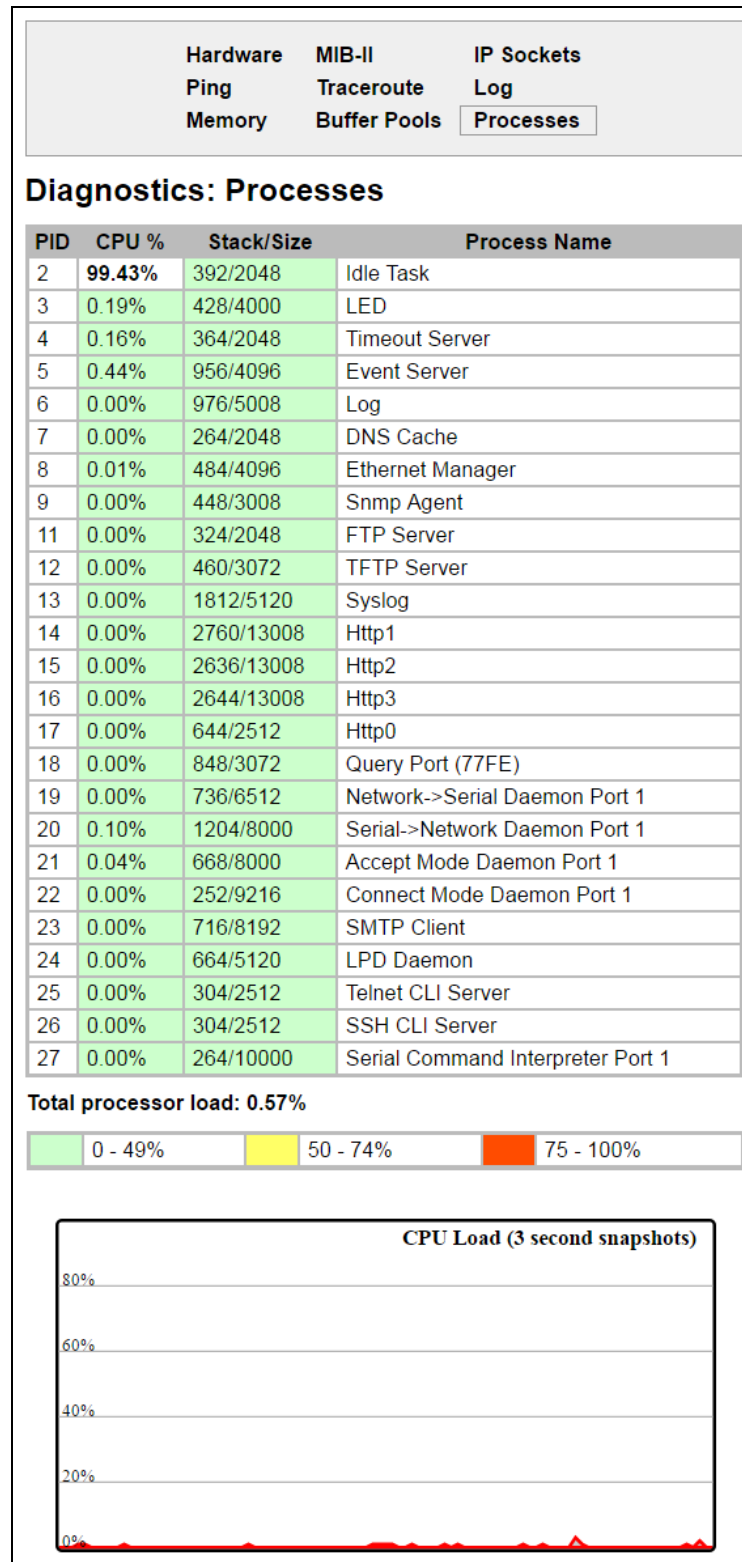 Hardware MIB-II IP Sockets
Ping Traceroute Log
Memory Buffer Pools Processes
Diagnostics: Processes
PID CPU % Stack/Size Process Name
2 99.43% 392/2048 Idle Task
3 0.19% 428/4000 LED
4 0.16% 364/2048 Timeout Server
5 0.44% 956/4096 Event Server
6 0.00% 976/5008 Log
7 0.00% 264/2048 DNS Cache
8 0.01% 484/4096 Ethernet Manager
9 0.00% 448/3008 Snmp Agent
11 0.00% 324/2048 FTP Server
12 0.00% 460/3072 TFTP Server
13 0.00% 1812/5120 Syslog
14 0.00% 2760/13008 Http1
15 0.00% 2636/13008 Http2
16 0.00% 2644/13008 Http3
17 0.00% 644/2512 Http0
18 0.00% 848/3072 Query Port (77FE)
19 0.00% 736/6512 Network->Serial Daemon Port 1
20 0.10% 1204/8000 Serial->Network Daemon Port 1
21 0.04% 668/8000 Accept Mode Daemon Port 1
22 0.00% 252/9216 Connect Mode Daemon Port 1
23 0.00% 716/8192 SMTP Client
24 0.00% 664/5120 LPD Daemon
25 0.00% 304/2512 Telnet CLI Server
26 0.00% 304/2512 SSH CLI Server
27 0.00% 264/10000 Serial Command Interpreter Port 1
Total processor load: 0.57%
0 - 49% 50 - 74% 75 - 100%
CPU Load (3 second snapshots)
80%
60%
40%
20%
0%